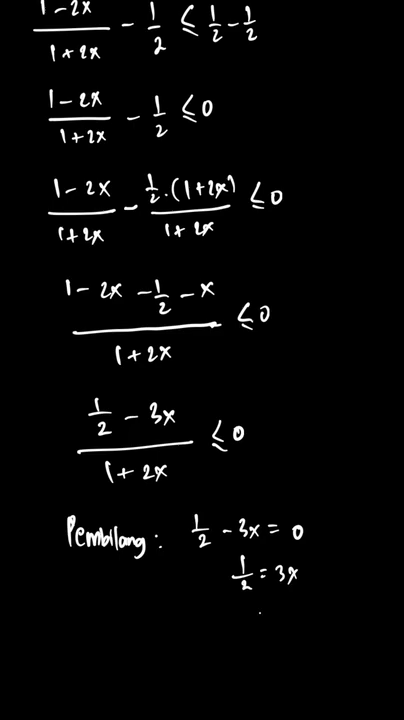 (1 - 2x)/(1 + 2x) - 1/2 ≤ 1/2 - 1/2
(1 - 2x)/(1 + 2x) - 1/2 ≤ 0
(1 - 2x)/(1 + 2x) - (1/2 · (1 + 2x))/(1 + 2x) ≤ 0
(1 - 2x - 1/2 - x)/(1 + 2x) ≤ 0
(1/2 - 3x)/(1 + 2x) ≤ 0
Pembilang : 1/2 - 3x = 0
1/2 = 3x